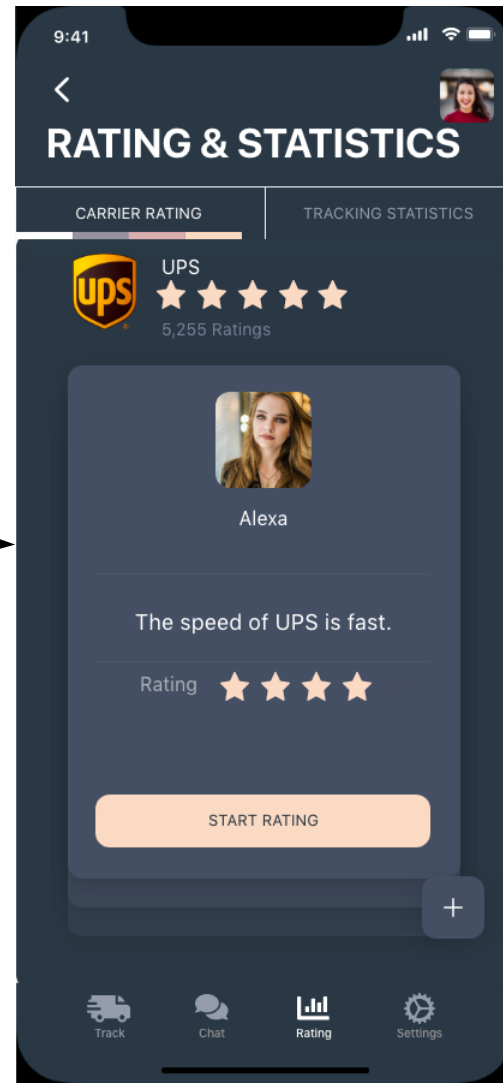 9:41
RATING & STATISTICS
CARRIER RATING
TRACKING STATISTICS
ups
UPS
5,255 Ratings
Alexa
The speed of UPS is fast.
Rating
START RATING
+
Track
Chat
Rating
Settings